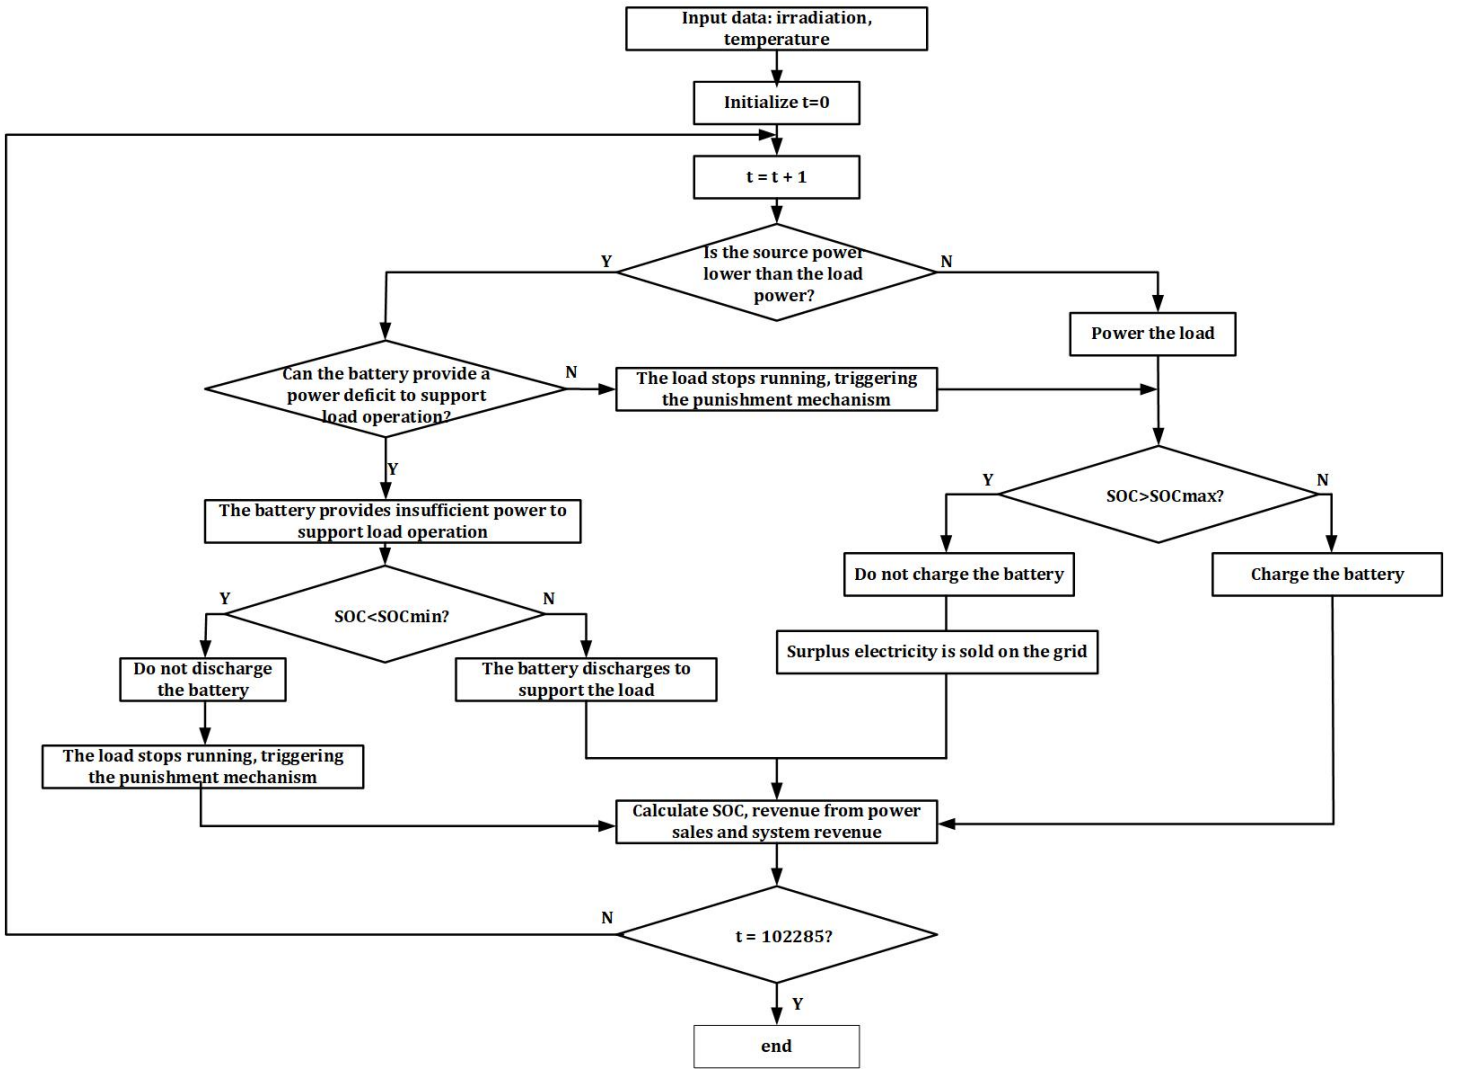 Input data: irradiation,
temperature
Initialize t=0
t = t + 1
Is the source power
lower than the load
power?
Y
N
Power the load
Can the battery provide a
power deficit to support
load operation?
N
The load stops running, triggering
the punishment mechanism
Y
SOC>SOCmax?
Y
N
The battery provides insufficient power to
support load operation
Do not charge the battery
Charge the battery
SOC<SOCmin?
Y
N
Surplus electricity is sold on the grid
Do not discharge
the battery
The battery discharges to
support the load
The load stops running, triggering
the punishment mechanism
Calculate SOC, revenue from power
sales and system revenue
N
t = 102285?
Y
end